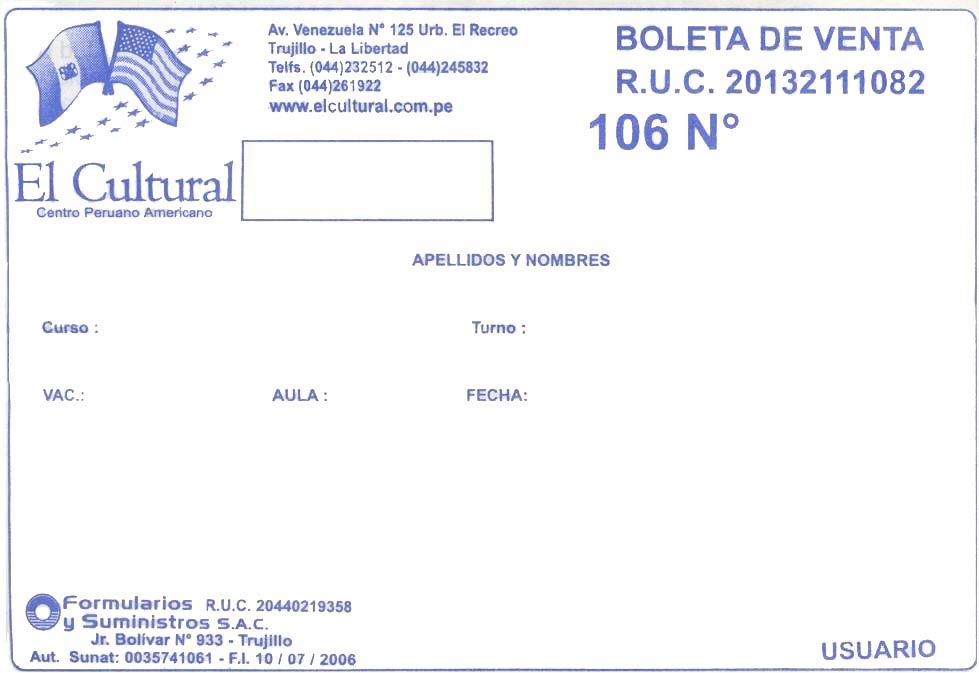 Av. Venezuela N° 125 Urb. El Recreo
Trujillo - La Libertad
Telfs. (044)232512 - (044)245832
Fax (044)261922
www.elcultural.com.pe
BOLETA DE VENTA
R.U.C. 20132111082
106 N°
El Cultural
Centro Peruano Americano
APELLIDOS Y NOMBRES
Curso :
Turno :
VAC.:
AULA :
FECHA:
Formularios R.U.C. 20440219358
y Suministros S.A.C.
Jr. Bolívar N° 933 - Trujillo
Aut. Sunat: 0035741061 - F.I. 10 / 07 / 2006
USUARIO